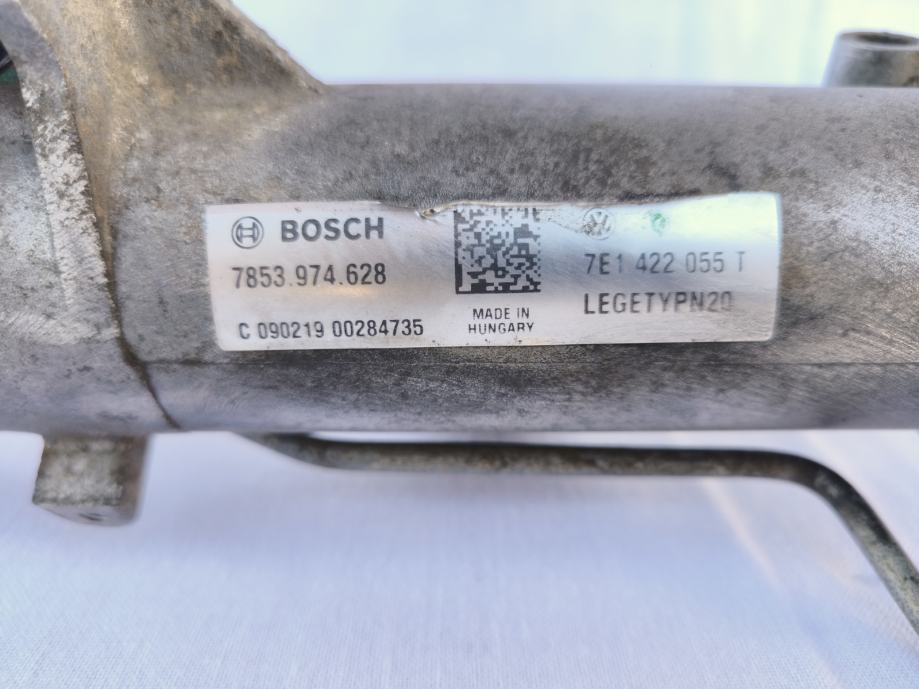 BOSCH
7853.974.628
C 090219 00284735
MADE IN
HUNGARY
7E1 422 055 T
LEGETYPN20